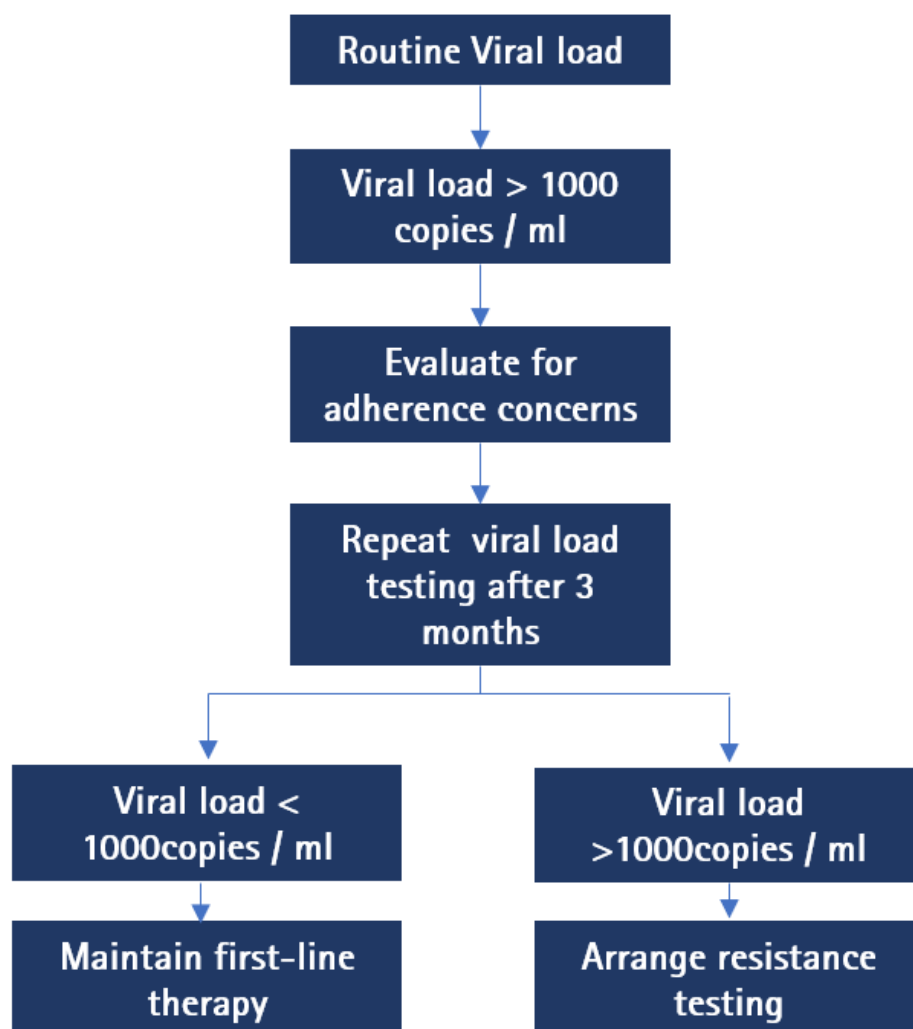 Routine Viral load
Viral load > 1000
copies / ml
Evaluate for
adherence concerns
Repeat viral load
testing after 3
months
Viral load <
1000copies / ml
Viral load
>1000copies / ml
Maintain first-line
therapy
Arrange resistance
testing